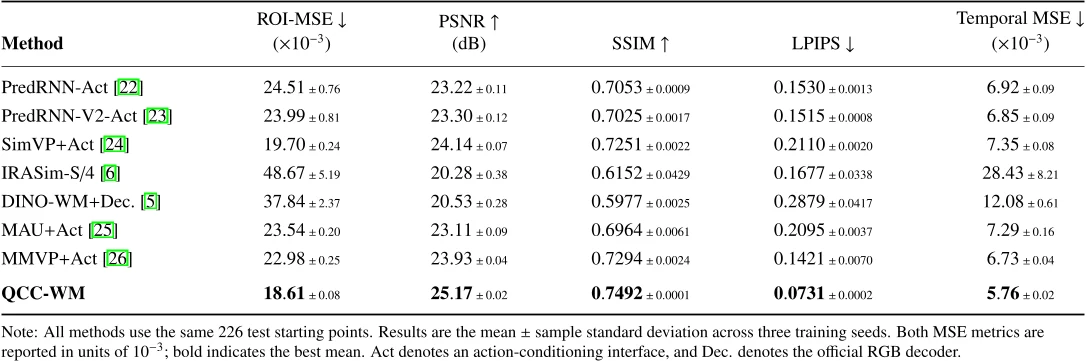 Method ROI-MSE ↓ (×10⁻³) PSNR ↑ (dB) SSIM ↑ LPIPS ↓ Temporal MSE ↓ (×10⁻³)
PredRNN-Act [22] 24.51 ± 0.76 23.22 ± 0.11 0.7053 ± 0.0009 0.1530 ± 0.0013 6.92 ± 0.09
PredRNN-V2-Act [23] 23.99 ± 0.81 23.30 ± 0.12 0.7025 ± 0.0017 0.1515 ± 0.0008 6.85 ± 0.09
SimVP+Act [24] 19.70 ± 0.24 24.14 ± 0.07 0.7251 ± 0.0022 0.2110 ± 0.0020 7.35 ± 0.08
IRASim-S/4 [6] 48.67 ± 5.19 20.28 ± 0.38 0.6152 ± 0.0429 0.1677 ± 0.0338 28.43 ± 8.21
DINO-WM+Dec. [5] 37.84 ± 2.37 20.53 ± 0.28 0.5977 ± 0.0025 0.2879 ± 0.0417 12.08 ± 0.61
MAU+Act [25] 23.54 ± 0.20 23.11 ± 0.09 0.6964 ± 0.0061 0.2095 ± 0.0037 7.29 ± 0.16
MMVP+Act [26] 22.98 ± 0.25 23.93 ± 0.04 0.7294 ± 0.0024 0.1421 ± 0.0070 6.73 ± 0.04
QCC-WM 18.61 ± 0.08 25.17 ± 0.02 0.7492 ± 0.0001 0.0731 ± 0.0002 5.76 ± 0.02
Note: All methods use the same 226 test starting points. Results are the mean ± sample standard deviation across three training seeds. Both MSE metrics are
reported in units of 10⁻³; bold indicates the best mean. Act denotes an action-conditioning interface, and Dec. denotes the official RGB decoder.